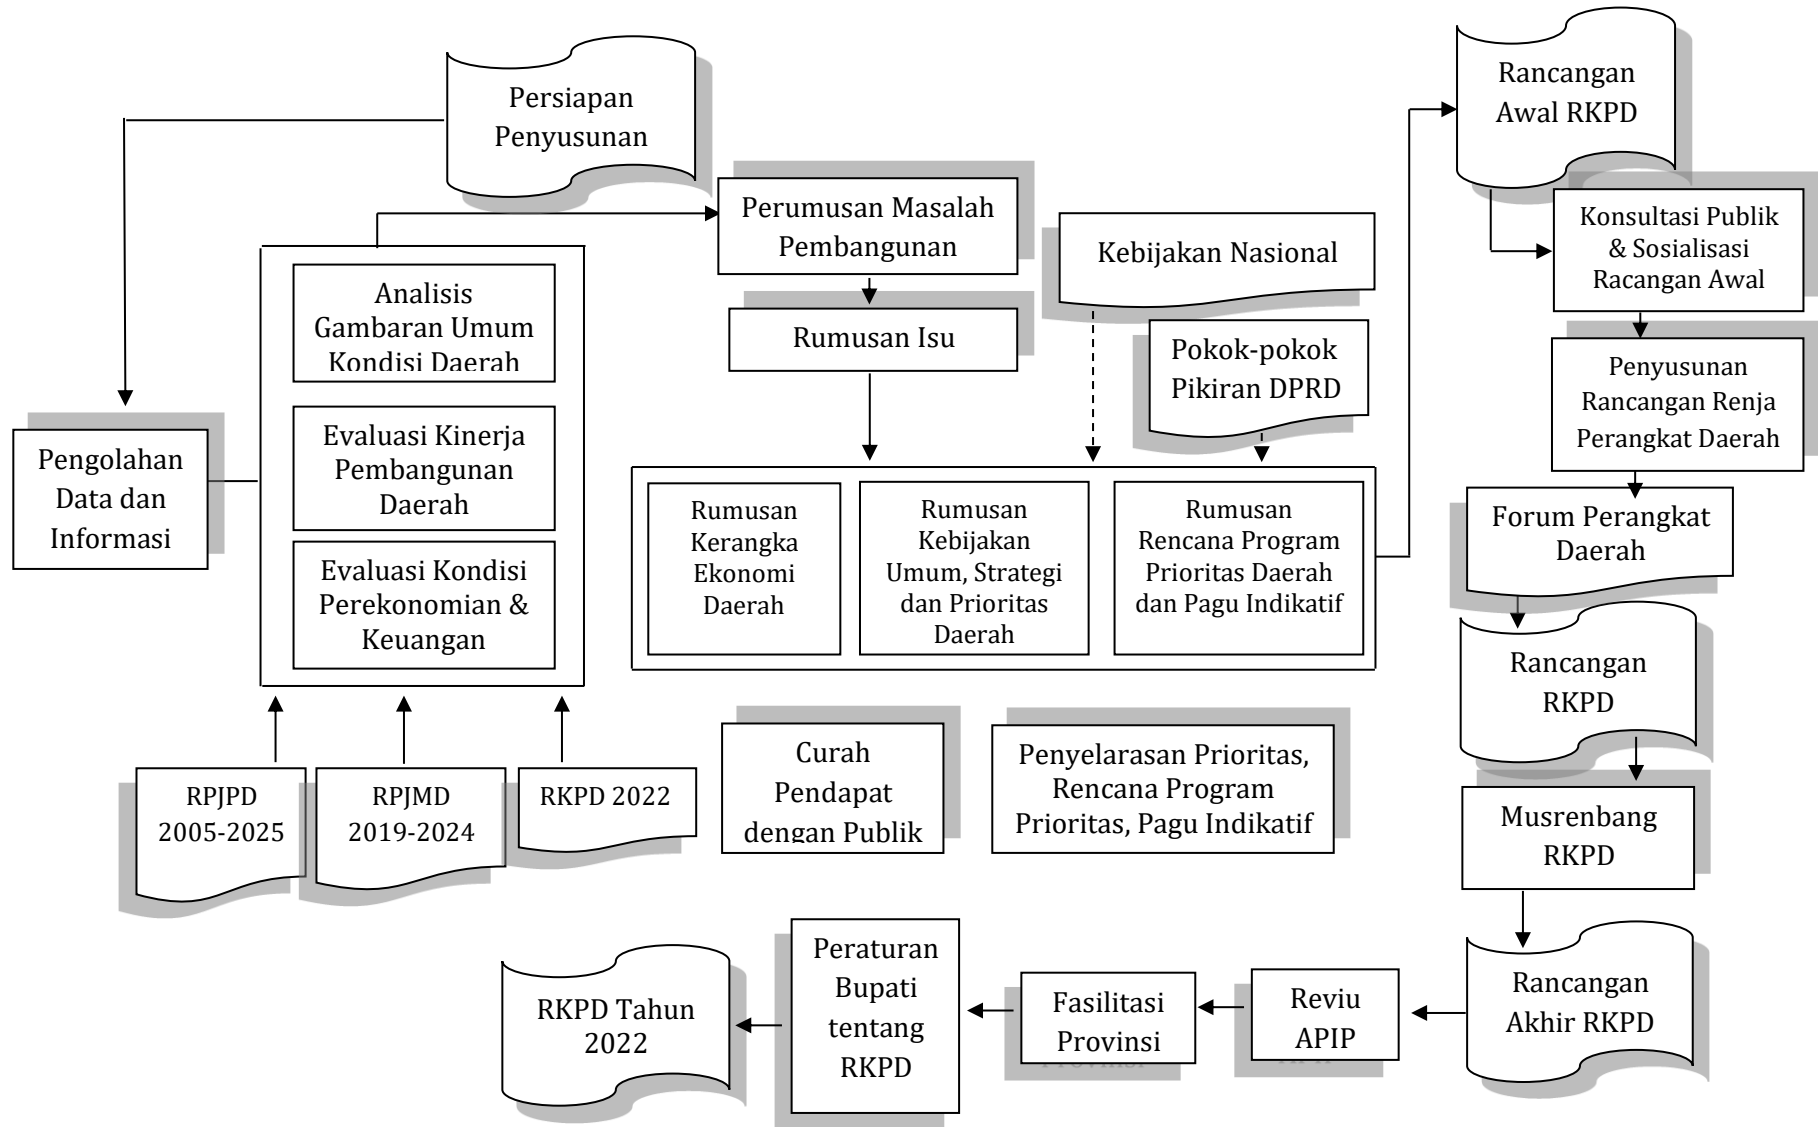 Persiapan
Penyusunan
Rancangan
Awal RKPD
Perumusan Masalah
Pembangunan
Kebijakan Nasional
Konsultasi Publik
& Sosialisasi
Racangan Awal
Analisis
Gambaran Umum
Kondisi Daerah
Rumusan Isu
Pokok-pokok
Pikiran DPRD
Penyusunan
Rancangan Renja
Perangkat Daerah
Pengolahan
Data dan
Informasi
Evaluasi Kinerja
Pembangunan
Daerah
Evaluasi Kondisi
Perekonomian &
Keuangan
Rumusan
Kerangka
Ekonomi
Daerah
Rumusan
Kebijakan
Umum, Strategi
dan Prioritas
Daerah
Rumusan
Rencana Program
Prioritas Daerah
dan Pagu Indikatif
Forum Perangkat
Daerah
Rancangan
RKPD
RPJPD
2005-2025
RPJMD
2019-2024
RKPD 2022
Curah
Pendapat
dengan Publik
Penyelarasan Prioritas,
Rencana Program
Prioritas, Pagu Indikatif
Musrenbang
RKPD
Rancangan
Akhir RKPD
Reviu
APIP
Fasilitasi
Provinsi
Peraturan
Bupati
tentang
RKPD
RKPD Tahun
2022